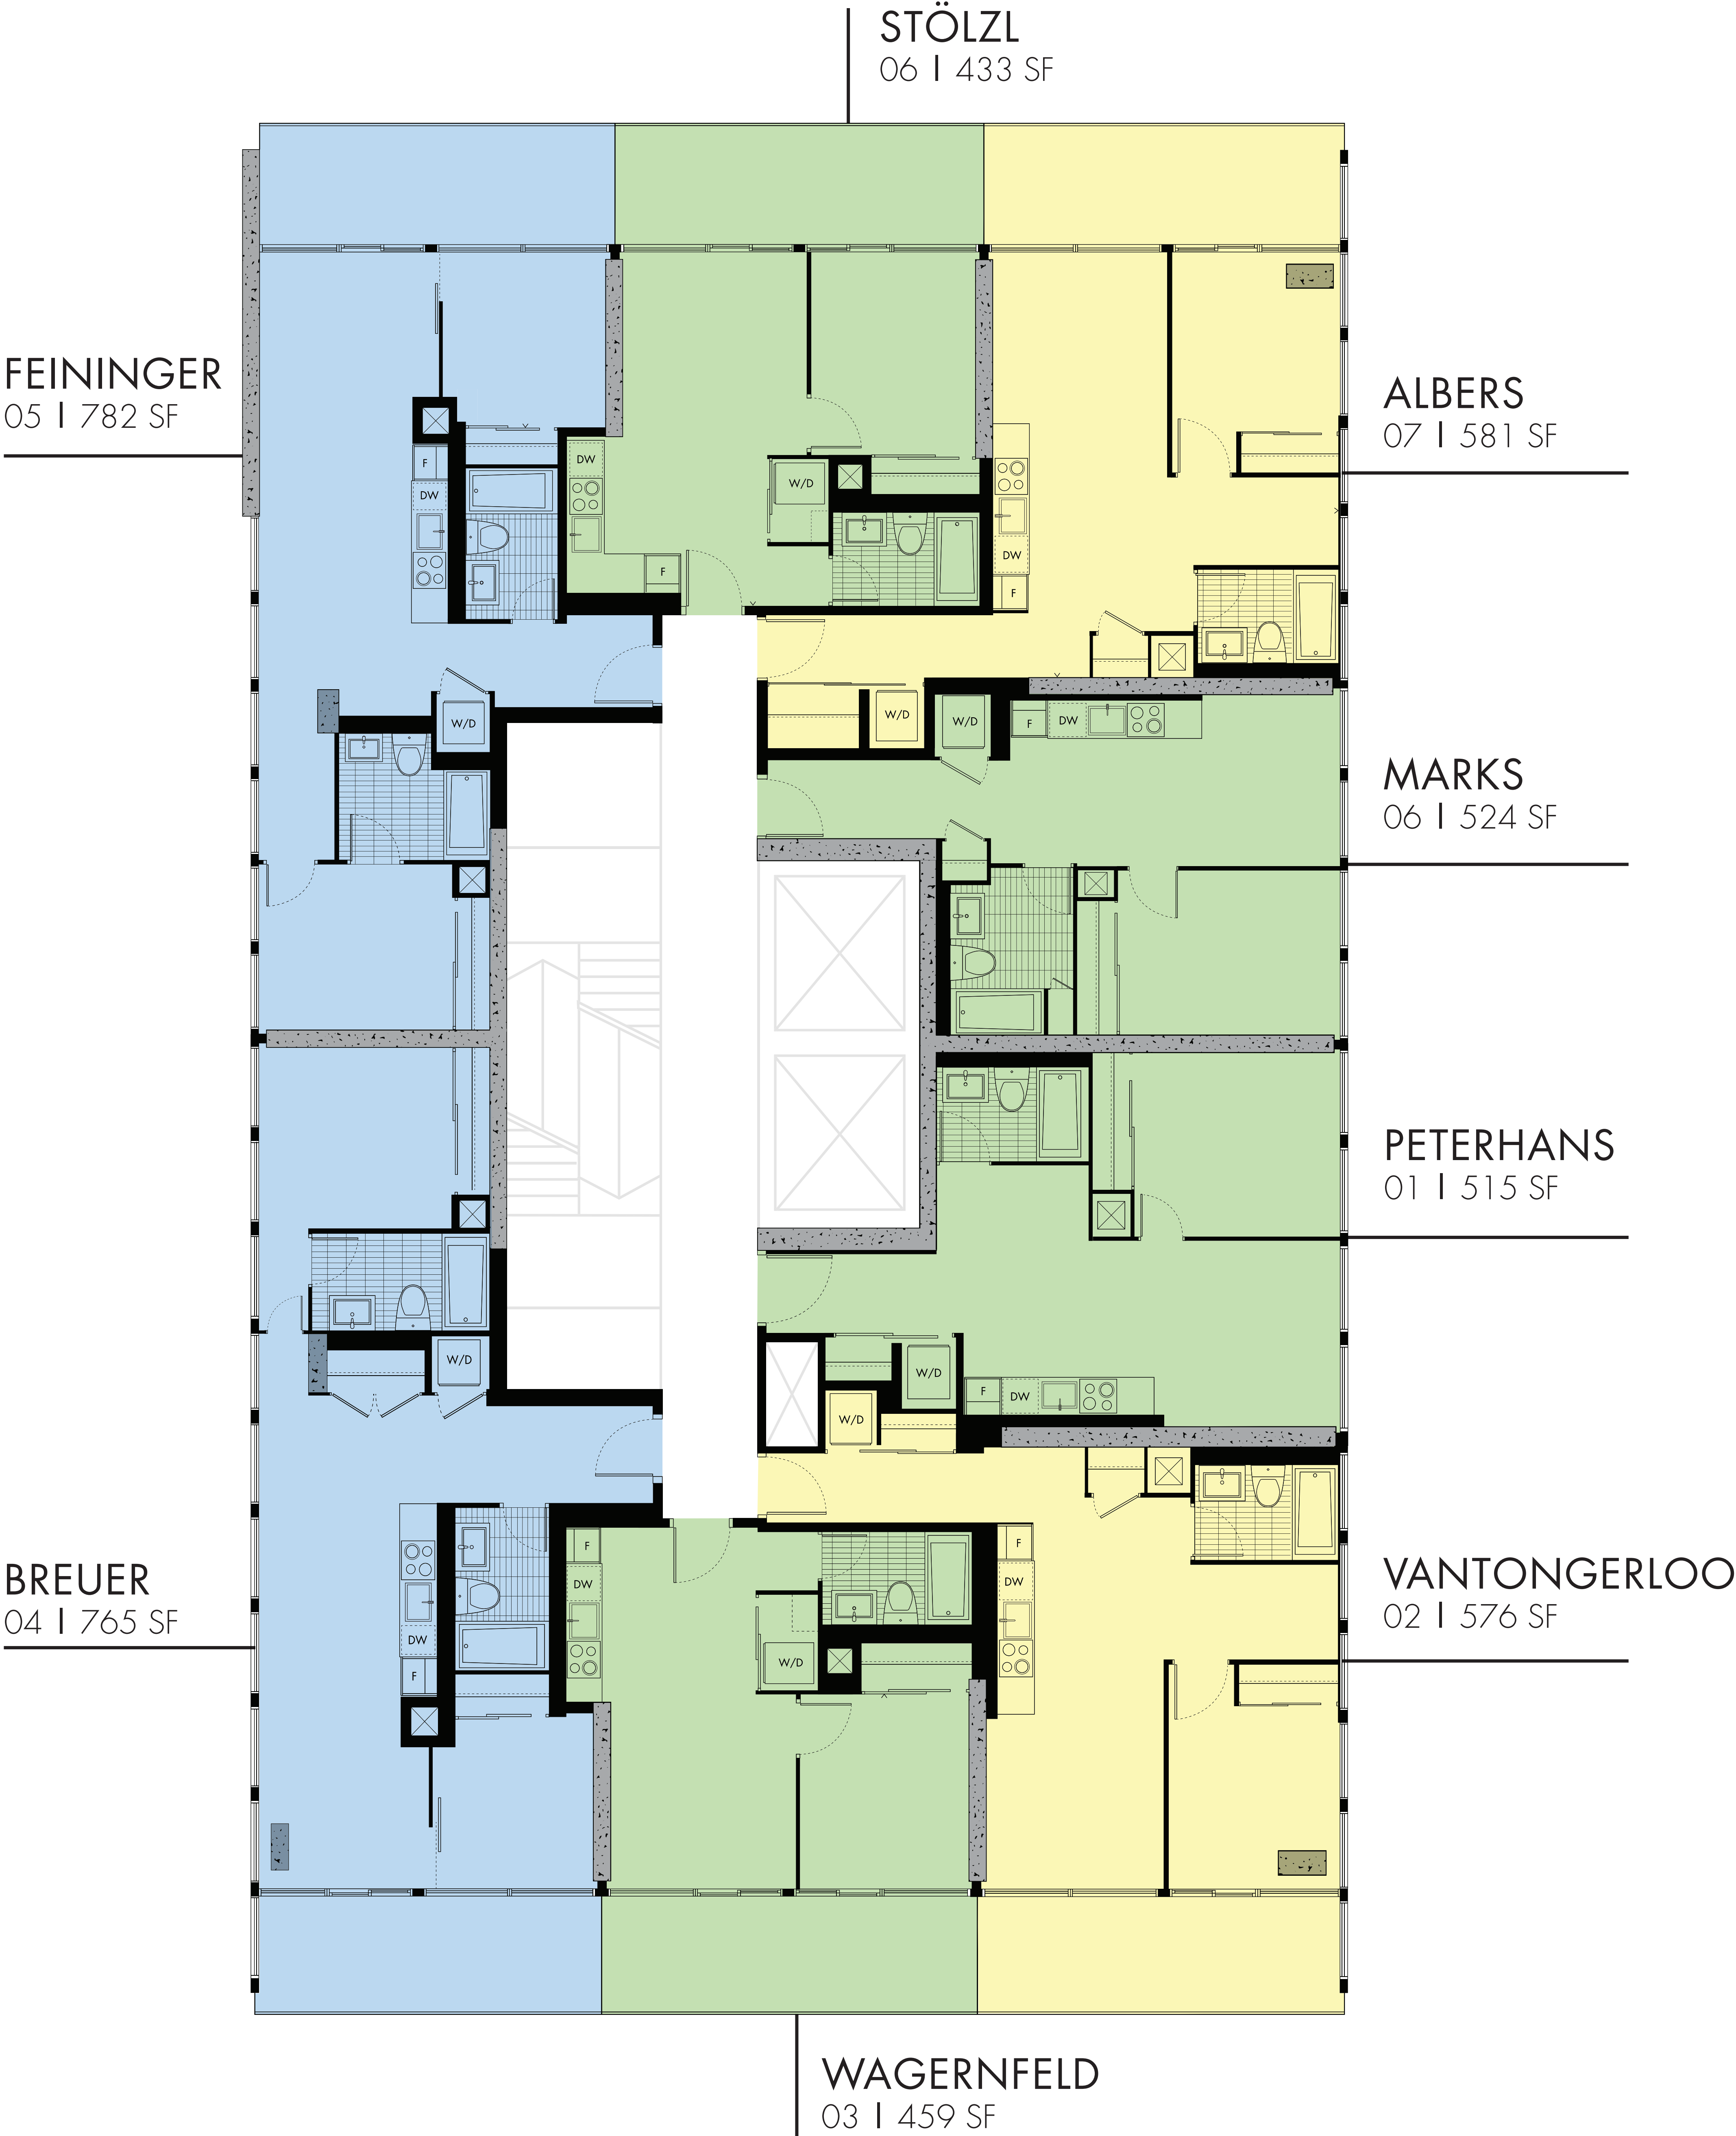 STÖLZL
06 | 433 SF
FEININGER
05 | 782 SF
ALBERS
07 | 581 SF
F
DW
DW
W/D
F
DW
F
W/D
W/D
W/D
F
DW
MARKS
06 | 524 SF
PETERHANS
01 | 515 SF
W/D
W/D
F
DW
W/D
BREUER
04 | 765 SF
DW
F
F
DW
W/D
F
DW
VANTONGERLOO
02 | 576 SF
WAGERNFELD
03 | 459 SF